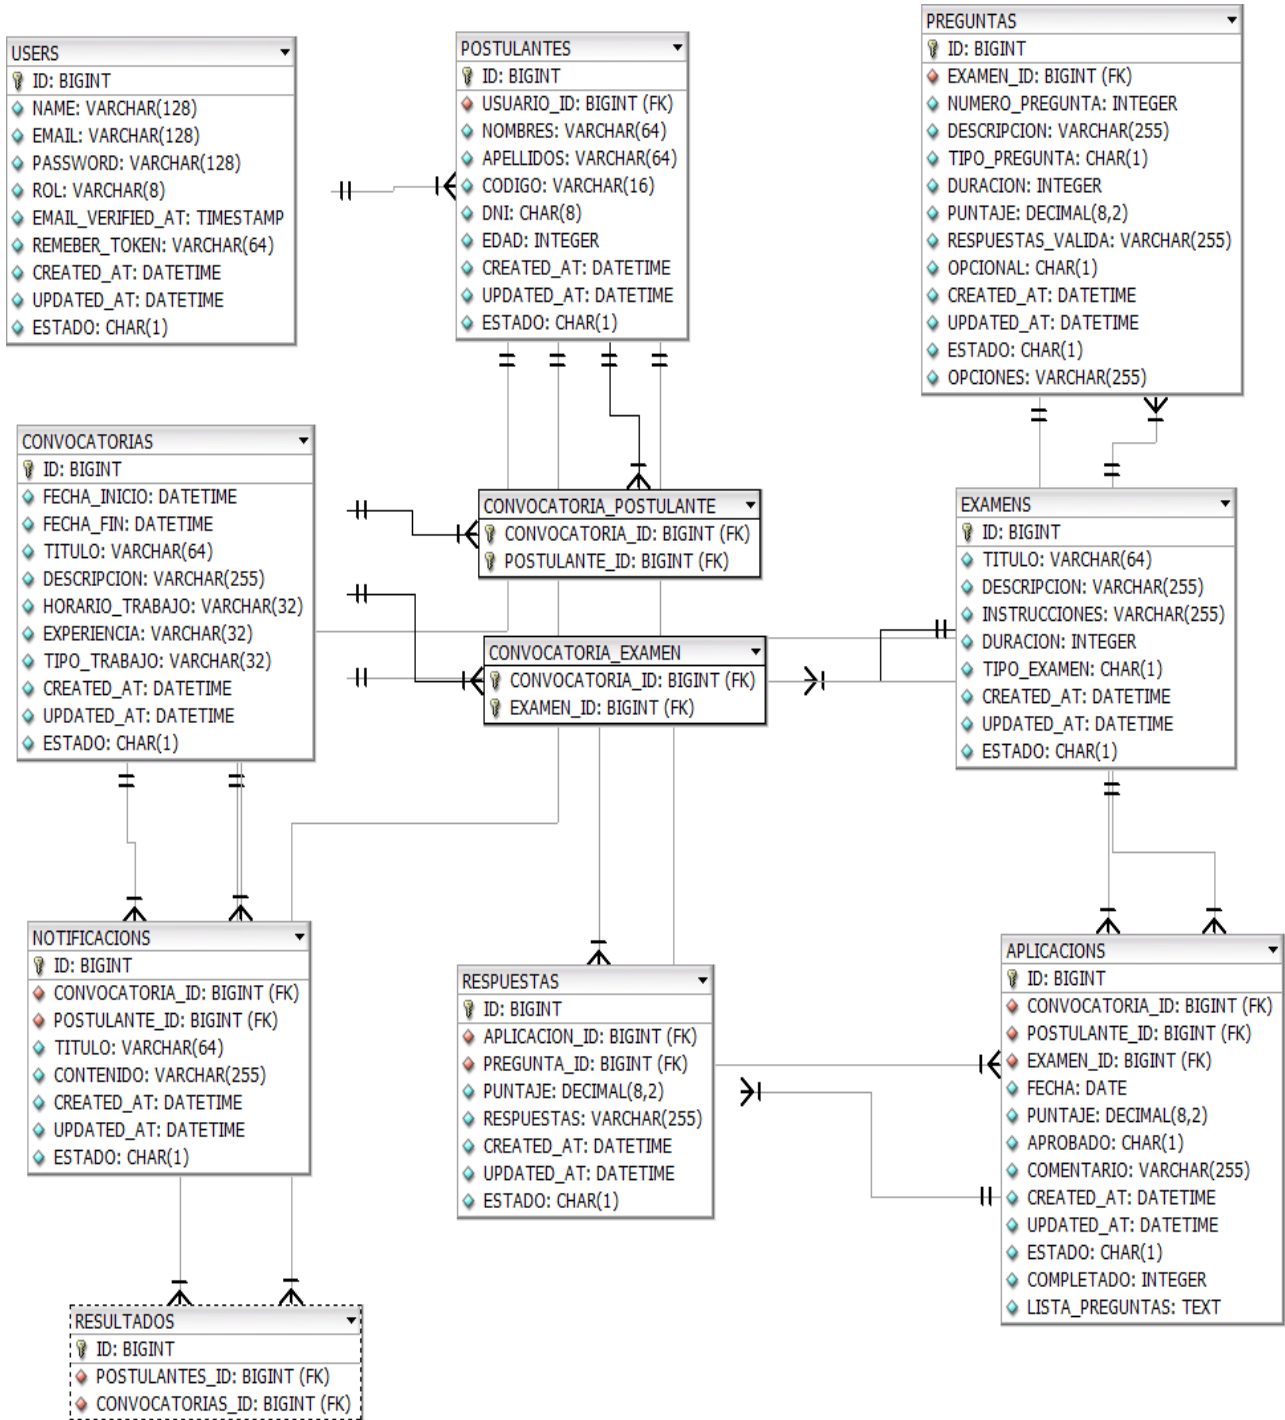 USERS
ID: BIGINT
NAME: VARCHAR(128)
EMAIL: VARCHAR(128)
PASSWORD: VARCHAR(128)
ROL: VARCHAR(8)
EMAIL_VERIFIED_AT: TIMESTAMP
REMEBER_TOKEN: VARCHAR(64)
CREATED_AT: DATETIME
UPDATED_AT: DATETIME
ESTADO: CHAR(1)
POSTULANTES
ID: BIGINT
USUARIO_ID: BIGINT (FK)
NOMBRES: VARCHAR(64)
APELLIDOS: VARCHAR(64)
CODIGO: VARCHAR(16)
DNI: CHAR(8)
EDAD: INTEGER
CREATED_AT: DATETIME
UPDATED_AT: DATETIME
ESTADO: CHAR(1)
PREGUNTAS
ID: BIGINT
EXAMEN_ID: BIGINT (FK)
NUMERO_PREGUNTA: INTEGER
DESCRIPCION: VARCHAR(255)
TIPO_PREGUNTA: CHAR(1)
DURACION: INTEGER
PUNTAJE: DECIMAL(8,2)
RESPUESTAS_VALIDA: VARCHAR(255)
OPCIONAL: CHAR(1)
CREATED_AT: DATETIME
UPDATED_AT: DATETIME
ESTADO: CHAR(1)
OPCIONES: VARCHAR(255)
CONVOCATORIAS
ID: BIGINT
FECHA_INICIO: DATETIME
FECHA_FIN: DATETIME
TITULO: VARCHAR(64)
DESCRIPCION: VARCHAR(255)
HORARIO_TRABAJO: VARCHAR(32)
EXPERIENCIA: VARCHAR(32)
TIPO_TRABAJO: VARCHAR(32)
CREATED_AT: DATETIME
UPDATED_AT: DATETIME
ESTADO: CHAR(1)
CONVOCATORIA_POSTULANTE
CONVOCATORIA_ID: BIGINT (FK)
POSTULANTE_ID: BIGINT (FK)
CONVOCATORIA_EXAMEN
CONVOCATORIA_ID: BIGINT (FK)
EXAMEN_ID: BIGINT (FK)
EXAMENS
ID: BIGINT
TITULO: VARCHAR(64)
DESCRIPCION: VARCHAR(255)
INSTRUCCIONES: VARCHAR(255)
DURACION: INTEGER
TIPO_EXAMEN: CHAR(1)
CREATED_AT: DATETIME
UPDATED_AT: DATETIME
ESTADO: CHAR(1)
NOTIFICACIONS
ID: BIGINT
CONVOCATORIA_ID: BIGINT (FK)
POSTULANTE_ID: BIGINT (FK)
TITULO: VARCHAR(64)
CONTENIDO: VARCHAR(255)
CREATED_AT: DATETIME
UPDATED_AT: DATETIME
ESTADO: CHAR(1)
RESPUESTAS
ID: BIGINT
APLICACION_ID: BIGINT (FK)
PREGUNTA_ID: BIGINT (FK)
PUNTAJE: DECIMAL(8,2)
RESPUESTAS: VARCHAR(255)
CREATED_AT: DATETIME
UPDATED_AT: DATETIME
ESTADO: CHAR(1)
APLICACIONS
ID: BIGINT
CONVOCATORIA_ID: BIGINT (FK)
POSTULANTE_ID: BIGINT (FK)
EXAMEN_ID: BIGINT (FK)
FECHA: DATE
PUNTAJE: DECIMAL(8,2)
APROBADO: CHAR(1)
COMENTARIO: VARCHAR(255)
CREATED_AT: DATETIME
UPDATED_AT: DATETIME
ESTADO: CHAR(1)
COMPLETADO: INTEGER
LISTA_PREGUNTAS: TEXT
RESULTADOS
ID: BIGINT
POSTULANTES_ID: BIGINT (FK)
CONVOCATORIAS_ID: BIGINT (FK)